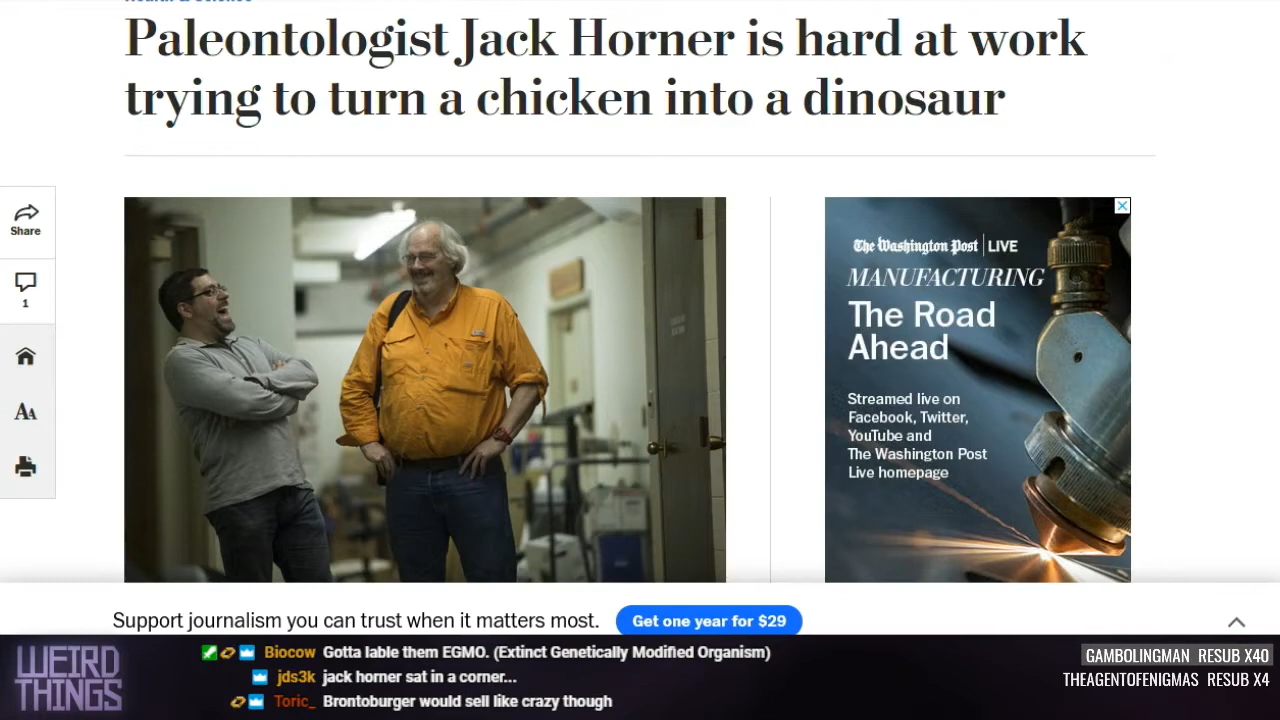 Paleontologist Jack Horner is hard at work
trying to turn a chicken into a dinosaur
Share
1
AA
The Washington Post LIVE
MANUFACTURING
The Road
Ahead
Streamed live on
Facebook, Twitter,
YouTube and
The Washington Post
Live homepage
Support journalism you can trust when it matters most.
Get one year for $29
WEIRD
THINGS
Biocow Gotta lable them EGMO. (Extinct Genetically Modified Organism)
jds3k jack horner sat in a corner...
Toric_ Brontoburger would sell like crazy though
GAMBOLINGMAN RESUB X40
THEAGENTOFENIGMAS RESUB X4